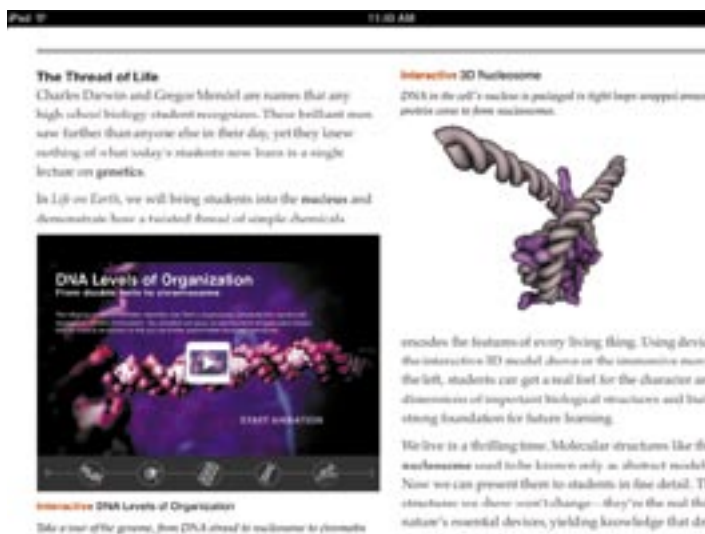 iPad
11:10 AM
The Thread of Life
Charles Darwin and Gregor Mendel are names that any
high school biology student recognizes. These brilliant men
saw further than anyone else in their day, yet they knew
nothing of what today's students now learn in a single
lecture on genetics.
In Life on Earth, we will bring students into the nucleus and
demonstrate how a twisted thread of simple chemicals
DNA Levels of Organization
From double helix to chromosome
START ANIMATION
Interactive DNA Levels of Organization
Take a tour of the genome, from DNA strand to nucleosome to chromatin
Interactive 3D Nucleosome
DNA in the cell's nucleus is packaged in tight loops wrapped around
protein cores to form nucleosomes.
encodes the features of every living thing. Using devic
the interactive 3D model above or the immersive mov
the left, students can get a real feel for the character an
dimensions of important biological structures and buil
strong foundation for future learning.
We live in a thrilling time. Molecular structures like th
nucleosome used to be known only as abstract model
Now we can present them to students in fine detail. T
structures we show won't change—they're the real th
nature's essential devices, yielding knowledge that dr